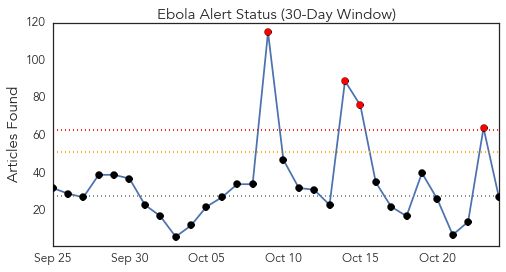 Ebola Alert Status (30-Day Window)
120
100
80
60
40
20
Articles Found
Sep 25 Sep 30 Oct 05 Oct 10 Oct 15 Oct 20